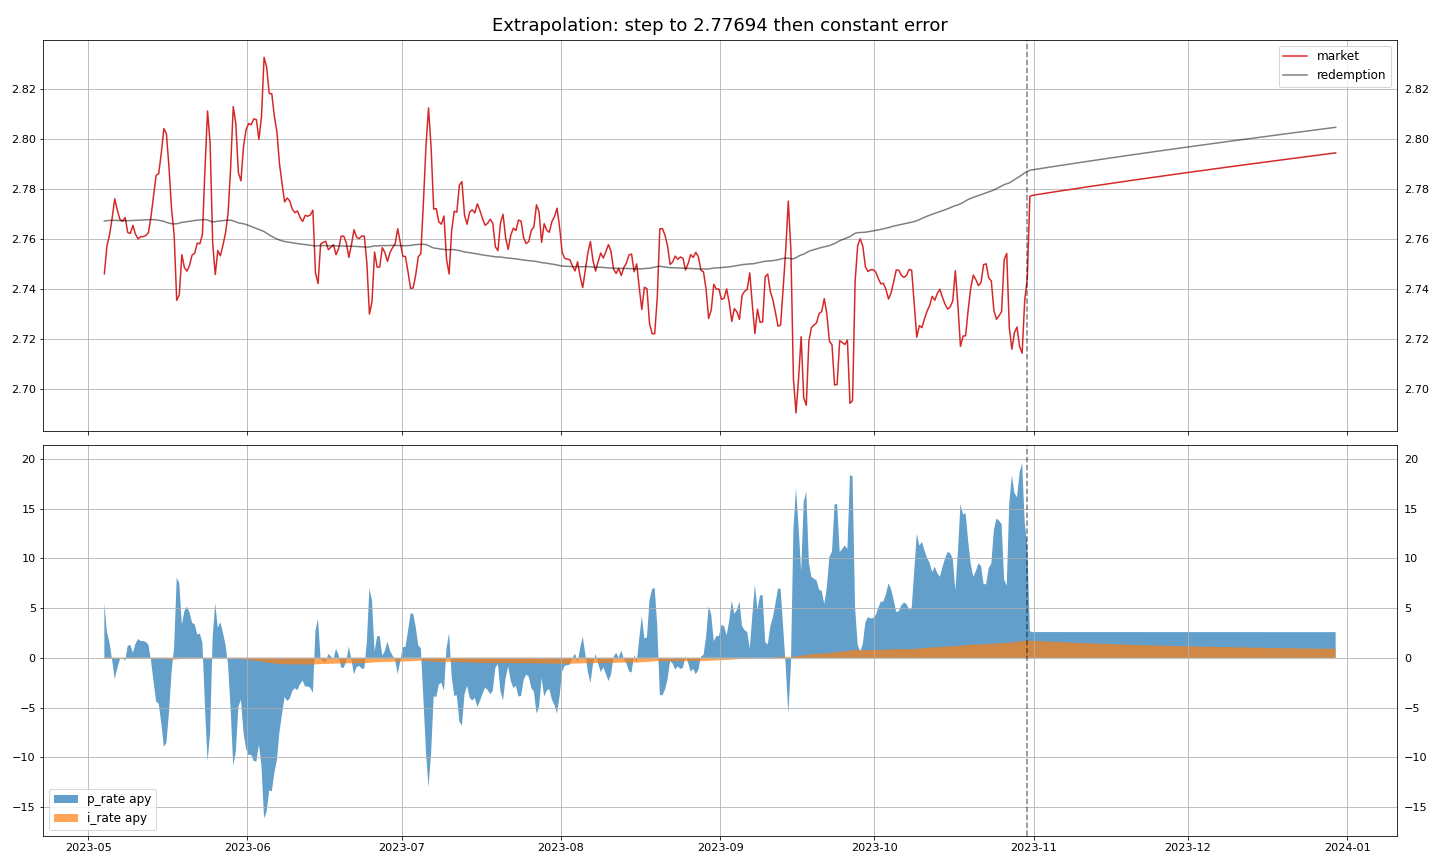 Extrapolation: step to 2.77694 then constant error
market
redemption
2.82 2.82
2.80 2.80
2.78 2.78
2.76 2.76
2.74 2.74
2.72 2.72
2.70 2.70
20 20
15 15
10 10
5 5
0 0
−5 −5
−10 −10
−15 −15
p_rate apy
i_rate apy
2023-05 2023-06 2023-07 2023-08 2023-09 2023-10 2023-11 2023-12 2024-01